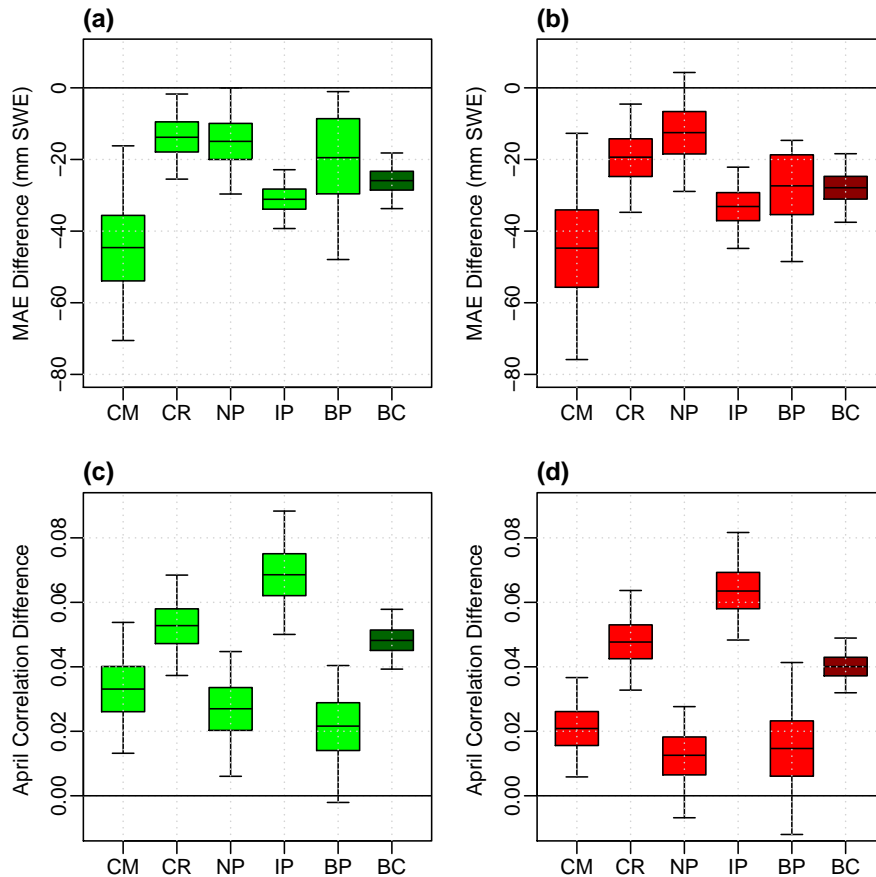 (a)
MAE Difference (mm SWE)
0
−20
−40
−60
−80
CM CR NP IP BP BC
(b)
MAE Difference (mm SWE)
0
−20
−40
−60
−80
CM CR NP IP BP BC
(c)
April Correlation Difference
0.08
0.06
0.04
0.02
0.00
CM CR NP IP BP BC
(d)
April Correlation Difference
0.08
0.06
0.04
0.02
0.00
CM CR NP IP BP BC